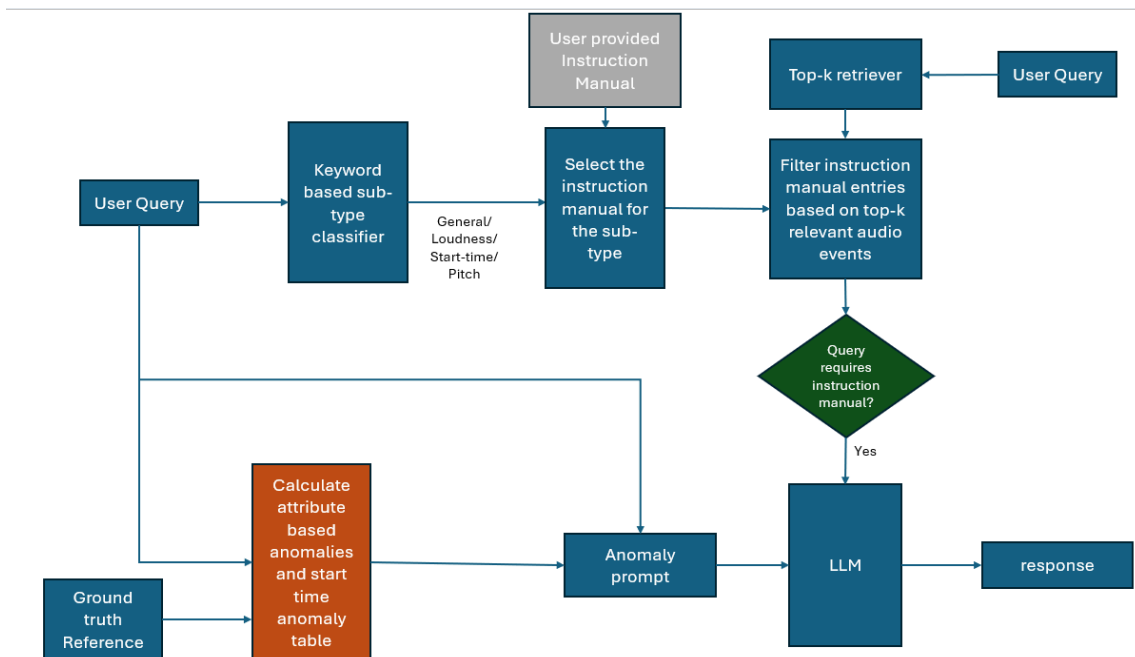 User provided
Instruction
Manual
Top-k retriever
User Query
User Query
Keyword
based sub-
type
classifier
General/
Loudness/
Start-time/
Pitch
Select the
instruction
manual for
the sub-
type
Filter instruction
manual entries
based on top-k
relevant audio
events
Query
requires
instruction
manual?
Yes
Ground
truth
Reference
Calculate
attribute
based
anomalies
and start
time
anomaly
table
Anomaly
prompt
LLM
response